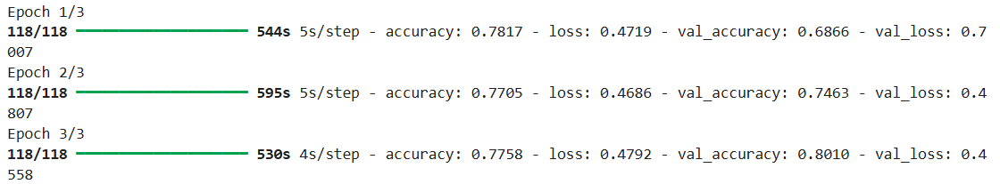 Epoch 1/3
118/118 ━━━━━━━━━━━━━━━━━━━━ 544s 5s/step - accuracy: 0.7817 - loss: 0.4719 - val_accuracy: 0.6866 - val_loss: 0.7
007
Epoch 2/3
118/118 ━━━━━━━━━━━━━━━━━━━━ 595s 5s/step - accuracy: 0.7705 - loss: 0.4686 - val_accuracy: 0.7463 - val_loss: 0.4
807
Epoch 3/3
118/118 ━━━━━━━━━━━━━━━━━━━━ 530s 4s/step - accuracy: 0.7758 - loss: 0.4792 - val_accuracy: 0.8010 - val_loss: 0.4
558